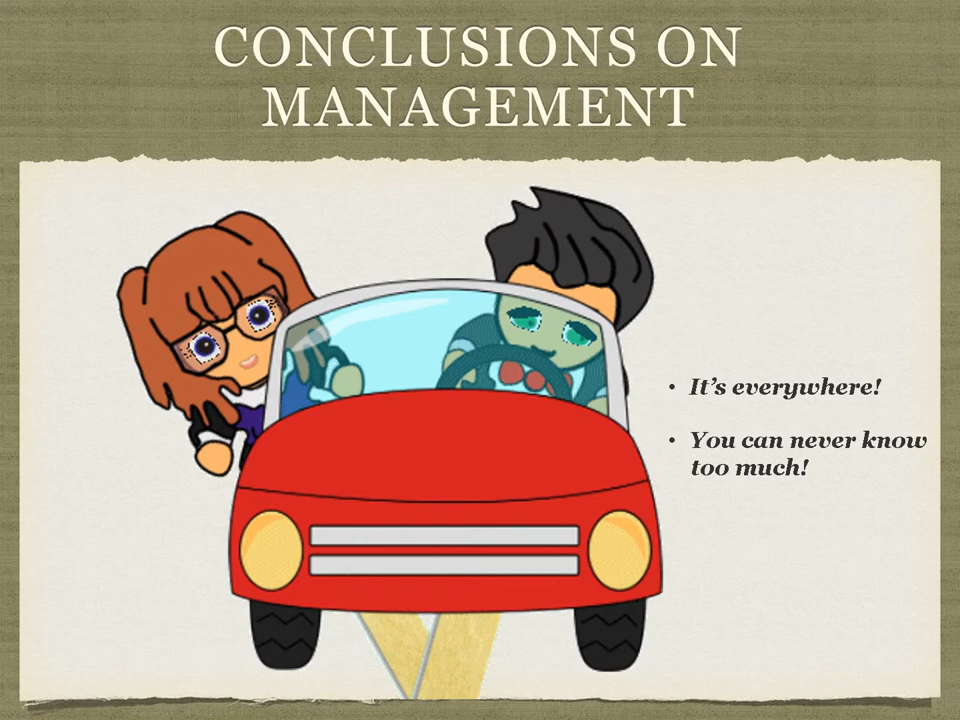 CONCLUSIONS ON
MANAGEMENT
• It's everywhere!
• You can never know
too much!